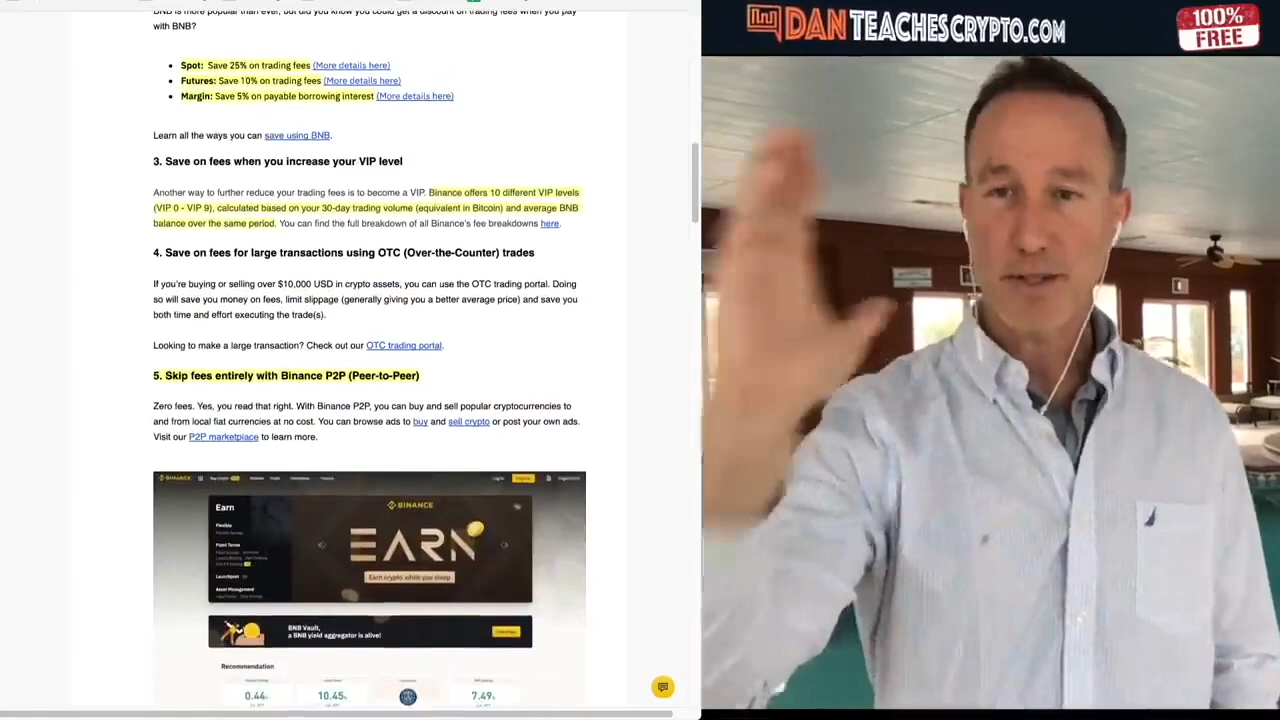 BNB is more popular than ever, but did you know you could get a discount on trading fees when you pay
with BNB?
Spot: Save 25% on trading fees (More details here)
Futures: Save 10% on trading fees (More details here)
Margin: Save 5% on payable borrowing interest (More details here)
Learn all the ways you can save using BNB.
3. Save on fees when you increase your VIP level
Another way to further reduce your trading fees is to become a VIP. Binance offers 10 different VIP levels
(VIP 0 - VIP 9), calculated based on your 30-day trading volume (equivalent in Bitcoin) and average BNB
balance over the same period. You can find the full breakdown of all Binance's fee breakdowns here.
4. Save on fees for large transactions using OTC (Over-the-Counter) trades
If you're buying or selling over $10,000 USD in crypto assets, you can use the OTC trading portal. Doing
so will save you money on fees, limit slippage (generally giving you a better average price) and save you
both time and effort executing the trade(s).
Looking to make a large transaction? Check out our OTC trading portal.
5. Skip fees entirely with Binance P2P (Peer-to-Peer)
Zero fees. Yes, you read that right. With Binance P2P, you can buy and sell popular cryptocurrencies to
and from local fiat currencies at no cost. You can browse ads to buy and sell crypto or post your own ads.
Visit our P2P marketplace to learn more.
BINANCE
Earn
BINANCE
EARN
Earn crypto while you sleep
Flexible
Fixed Terms
Launchpool
Asset Management
BNB Vault,
a BNB yield aggregator is alive!
Recommendation
0.44%
10.45%
7.49%
DANTEACHESCRYPTO.COM
100%
FREE